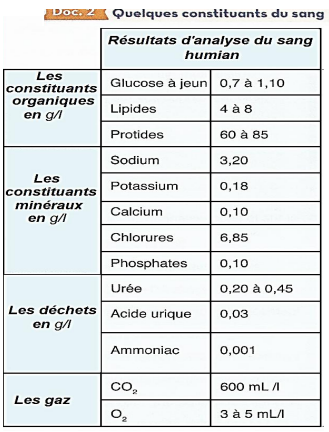 Doc. 2 Quelques constituants du sang
Résultats d'analyse du sang
humian
Les
constituants
organiques
en g/l
Glucose à jeun 0,7 à 1,10
Lipides 4 à 8
Protides 60 à 85
Les
constituants
minéraux
en g/l
Sodium 3,20
Potassium 0,18
Calcium 0,10
Chlorures 6,85
Phosphates 0,10
Les déchets
en g/l
Urée 0,20 à 0,45
Acide urique 0,03
Ammoniac 0,001
Les gaz
CO₂ 600 mL /l
O₂ 3 à 5 mL/l